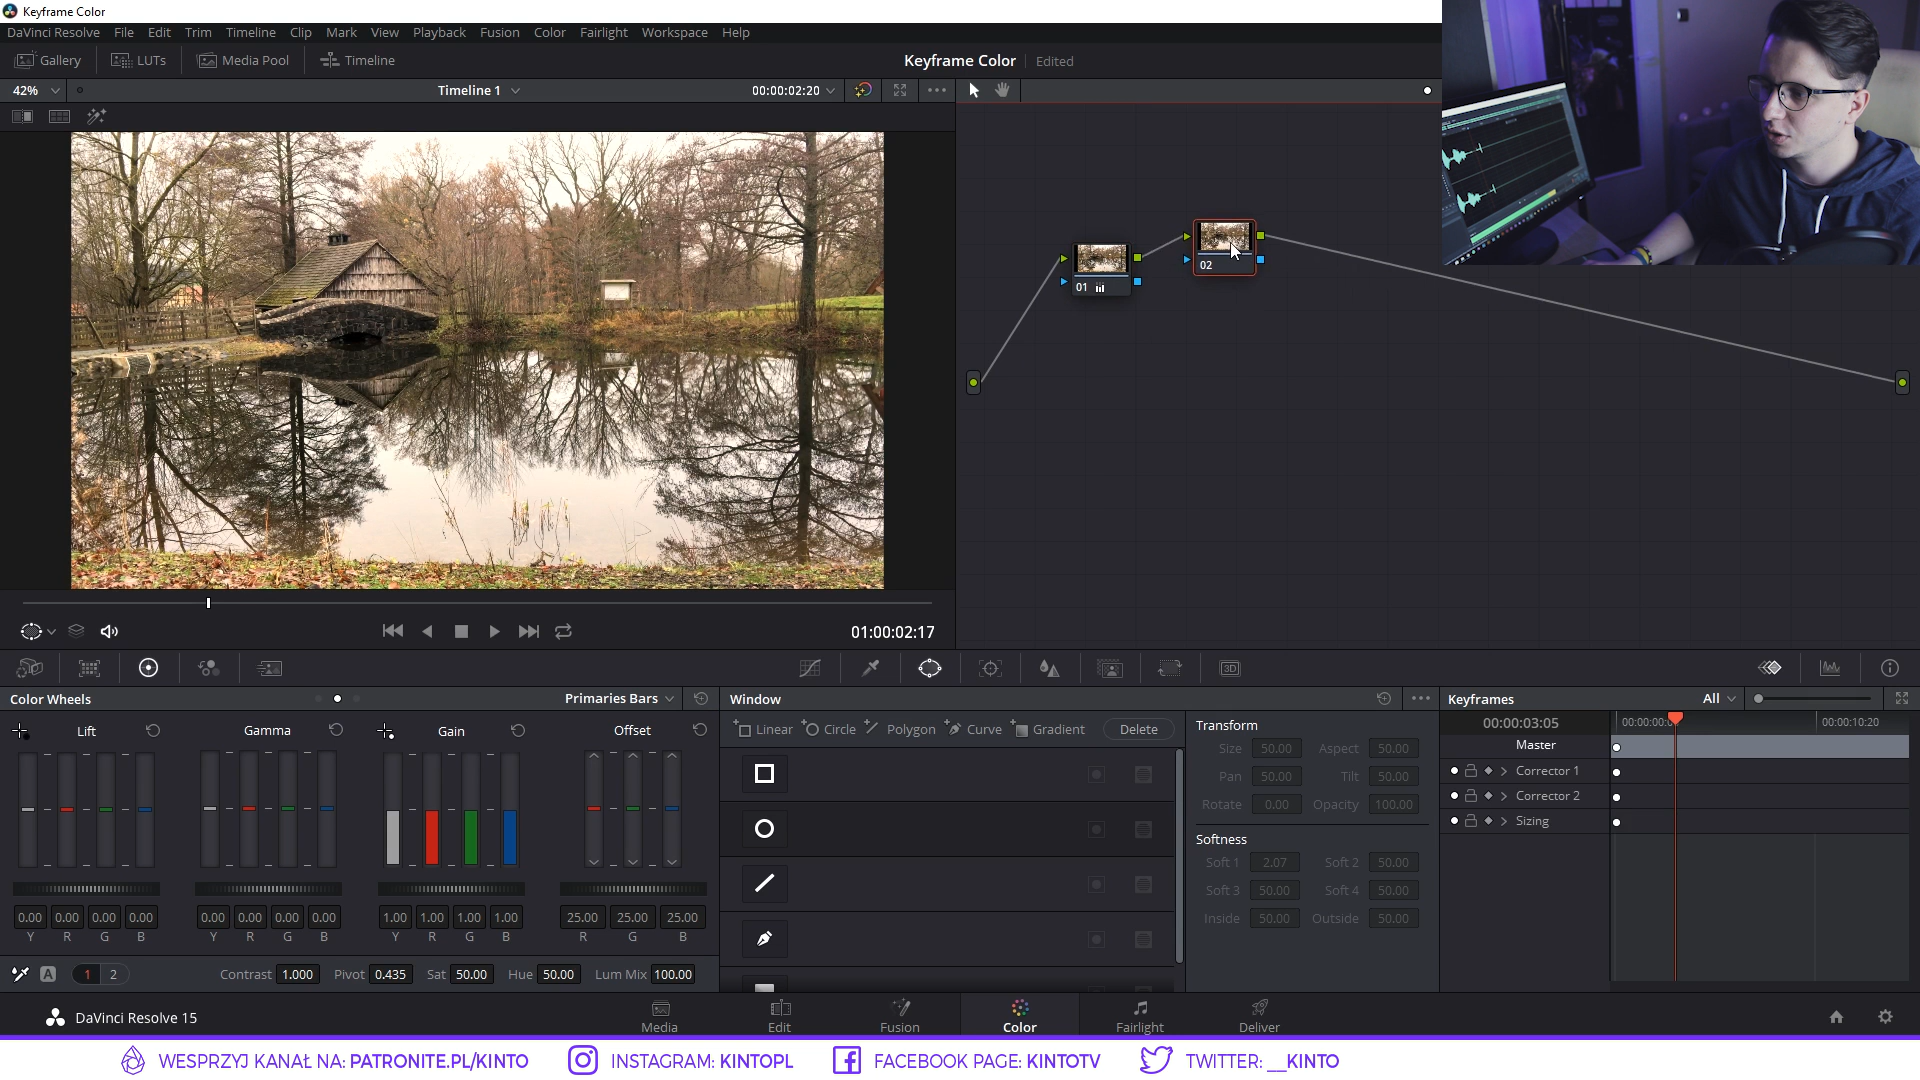 Keyframe Color
DaVinci Resolve File Edit Trim Timeline Clip Mark View Playback Fusion Color Fairlight Workspace Help
Gallery LUTs Media Pool Timeline Keyframe Color Edited
42% Timeline 1 00:00:02:20
01
02
01:00:02:17
3D
Color Wheels Primaries Bars
Window
Keyframes All
Lift Gamma Gain Offset
Linear Circle Polygon Curve Gradient Delete
Transform
Size 50.00 Aspect 50.00
Pan 50.00 Tilt 50.00
Rotate 0.00 Opacity 100.00
Softness
Soft 1 2.07 Soft 2 50.00
Soft 3 50.00 Soft 4 50.00
Inside 50.00 Outside 50.00
00:00:03:05 00:00:00:0 00:00:10:20
Master
Corrector 1
Corrector 2
Sizing
0.00 0.00 0.00 0.00 0.00 0.00 0.00 0.00 1.00 1.00 1.00 1.00 25.00 25.00 25.00
Y R G B Y R G B Y R G B R G B
A 1 2 Contrast 1.000 Pivot 0.435 Sat 50.00 Hue 50.00 Lum Mix 100.00
DaVinci Resolve 15
Media Edit Fusion Color Fairlight Deliver
WESPRZYJ KANAŁ NA: PATRONITE.PL/KINTO INSTAGRAM: KINTOPL FACEBOOK PAGE: KINTOTV TWITTER: __KINTO